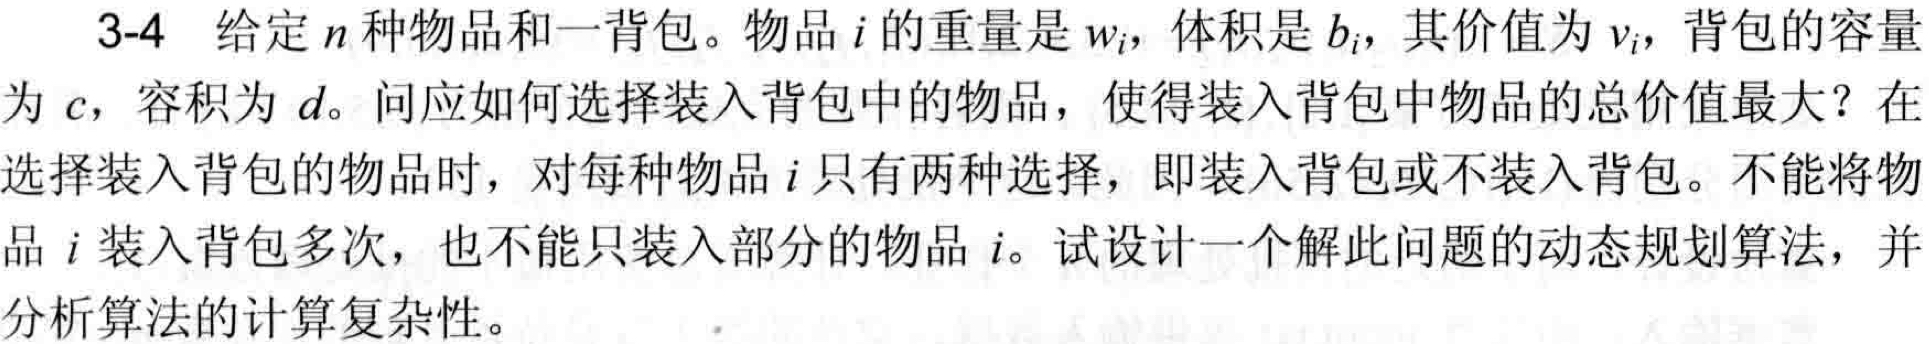 3-4 给定 n 种物品和一背包。物品 i 的重量是 wi，体积是 bi，其价值为 vi，背包的容量
为 c，容积为 d。问应如何选择装入背包中的物品，使得装入背包中物品的总价值最大？在
选择装入背包的物品时，对每种物品 i 只有两种选择，即装入背包或不装入背包。不能将物
品 i 装入背包多次，也不能只装入部分的物品 i。试设计一个解此问题的动态规划算法，并
分析算法的计算复杂性。